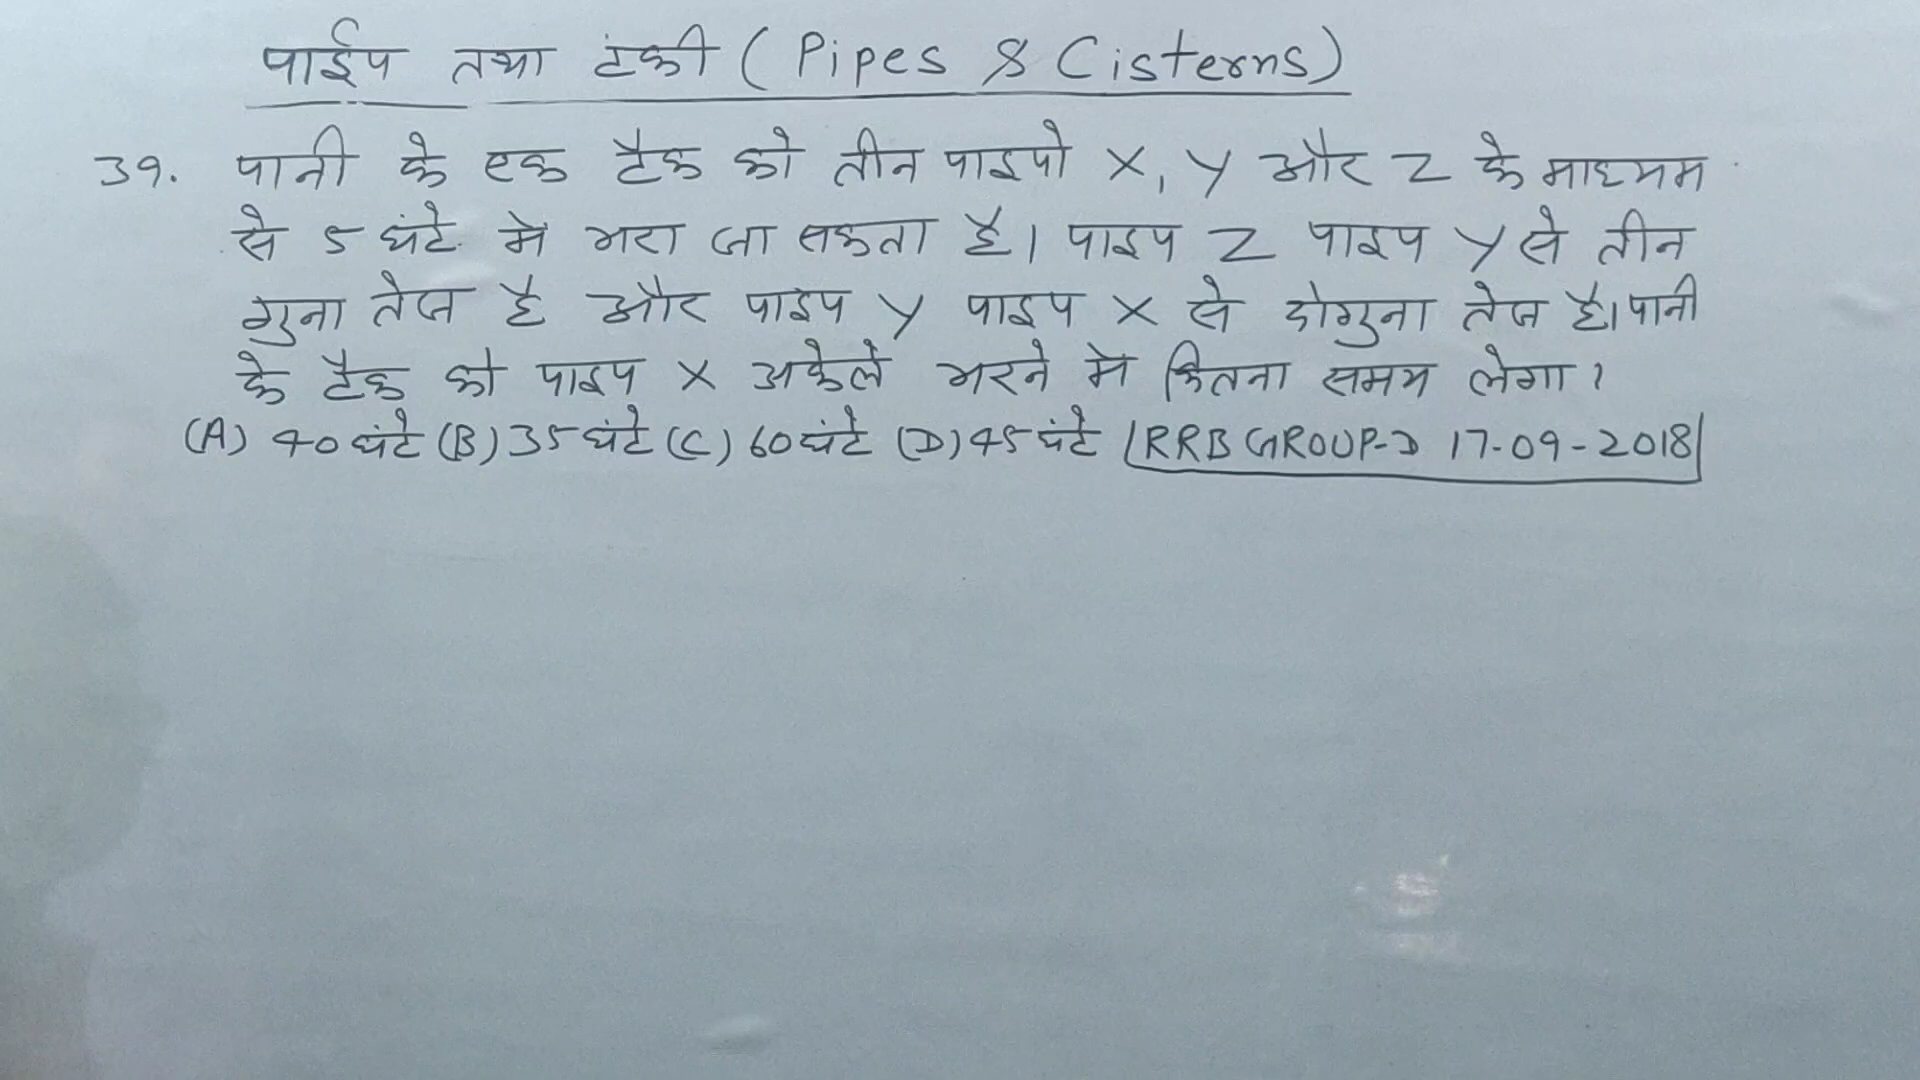 पाईप तथा टंकी (Pipes & Cisterns)
39. पानी के एक टैक को तीन पाइपो X, Y और Z के माध्यम
से 5 घंटे में भरा जा सकता है। पाइप Z पाइप Y से तीन
गुना तेज है और पाइप Y पाइप X से दोगुना तेज है। पानी
के टैक को पाइप X अकेले भरने में कितना समय लेगा?
(A) 40 घंटे (B) 35 घंटे (C) 60 घंटे (D) 45 घंटे RRB GROUP-D 17-09-2018